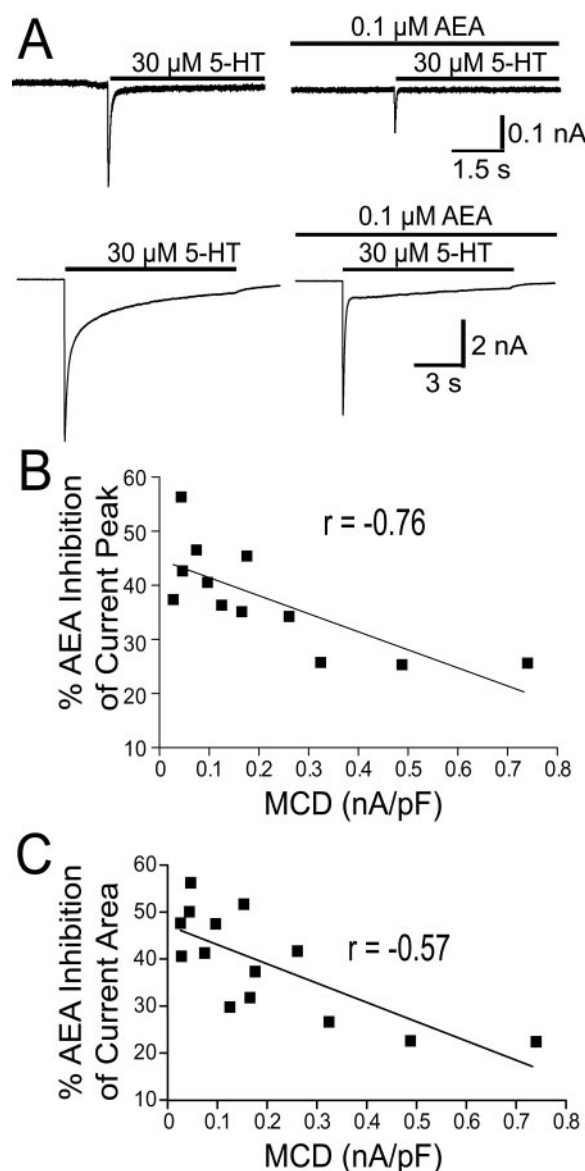 A
0.1 µM AEA
30 µM 5-HT
30 µM 5-HT
0.1 nA
1.5 s
0.1 µM AEA
30 µM 5-HT
30 µM 5-HT
2 nA
3 s
B
% AEA Inhibition
of Current Peak
60
50
40
30
20
10
r = -0.76
0 0.1 0.2 0.3 0.4 0.5 0.6 0.7 0.8
MCD (nA/pF)
C
% AEA Inhibition
of Current Area
60
50
40
30
20
10
r = -0.57
0 0.1 0.2 0.3 0.4 0.5 0.6 0.7 0.8
MCD (nA/pF)